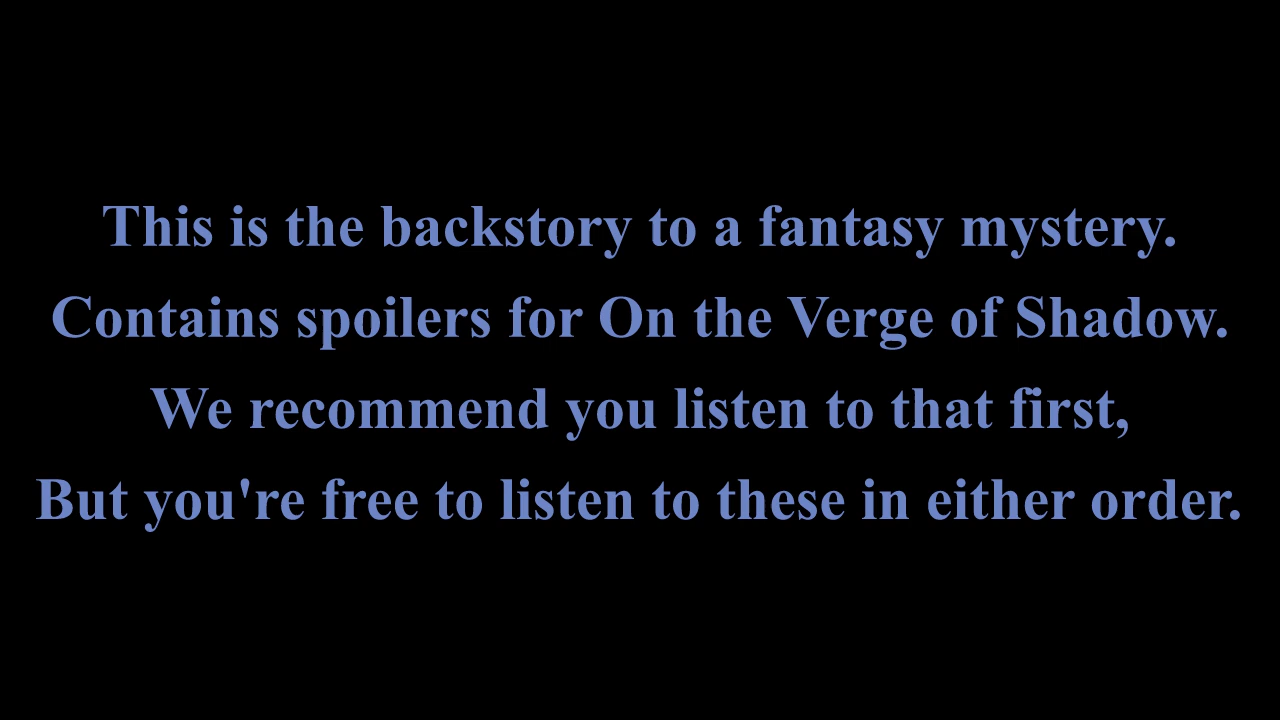 This is the backstory to a fantasy mystery.
Contains spoilers for On the Verge of Shadow.
We recommend you listen to that first,
But you're free to listen to these in either order.